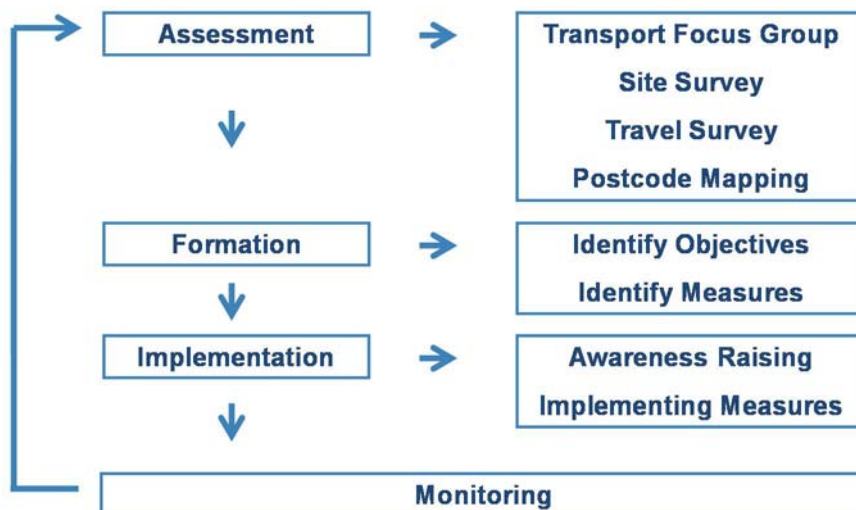 Assessment
Transport Focus Group
Site Survey
Travel Survey
Postcode Mapping
Formation
Identify Objectives
Identify Measures
Implementation
Awareness Raising
Implementing Measures
Monitoring